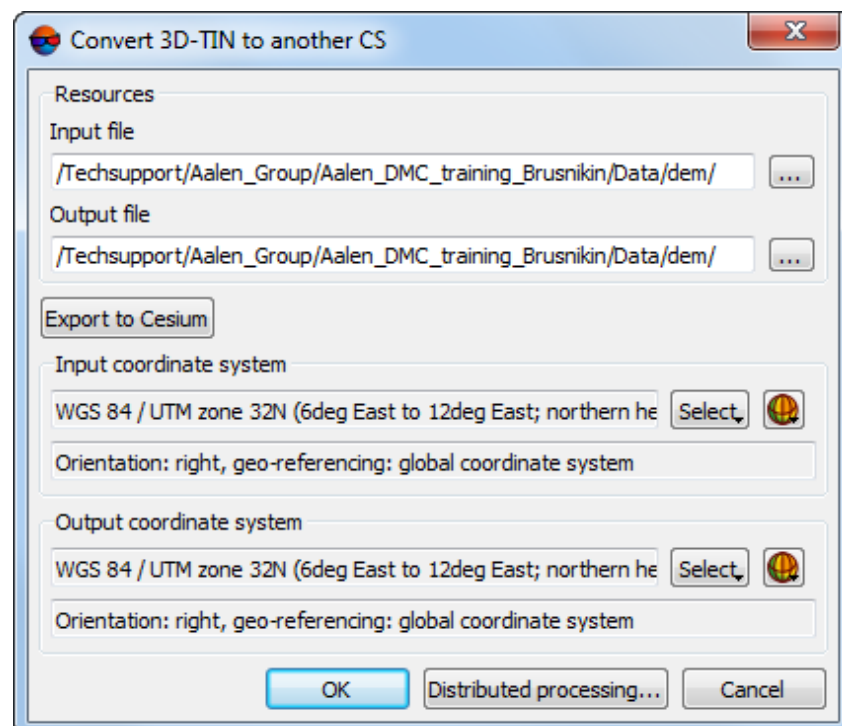 Convert 3D-TIN to another CS
Resources
Input file
/Techsupport/Aalen_Group/Aalen_DMC_training_Brusnikin/Data/dem/ ...
Output file
/Techsupport/Aalen_Group/Aalen_DMC_training_Brusnikin/Data/dem/ ...
Export to Cesium
Input coordinate system
WGS 84 / UTM zone 32N (6deg East to 12deg East; northern he Select
Orientation: right, geo-referencing: global coordinate system
Output coordinate system
WGS 84 / UTM zone 32N (6deg East to 12deg East; northern he Select
Orientation: right, geo-referencing: global coordinate system
OK Distributed processing... Cancel